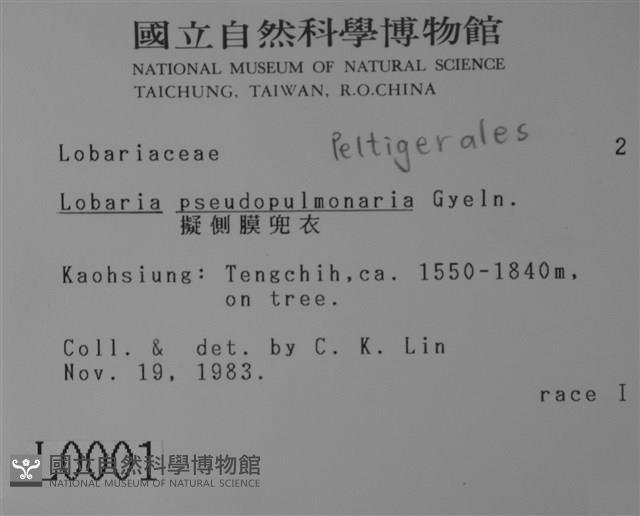 國立自然科學博物館
NATIONAL MUSEUM OF NATURAL SCIENCE
TAICHUNG, TAIWAN, R.O.CHINA
Lobariaceae Peltigerales 2
Lobaria pseudopulmonaria Gyeln.
擬側膜兜衣
Kaohsiung: Tengchih,ca. 1550-1840m,
on tree.
Coll. & det. by C. K. Lin
Nov. 19, 1983.
race I
L0001
國立自然科學博物館
NATIONAL MUSEUM OF NATURAL SCIENCE